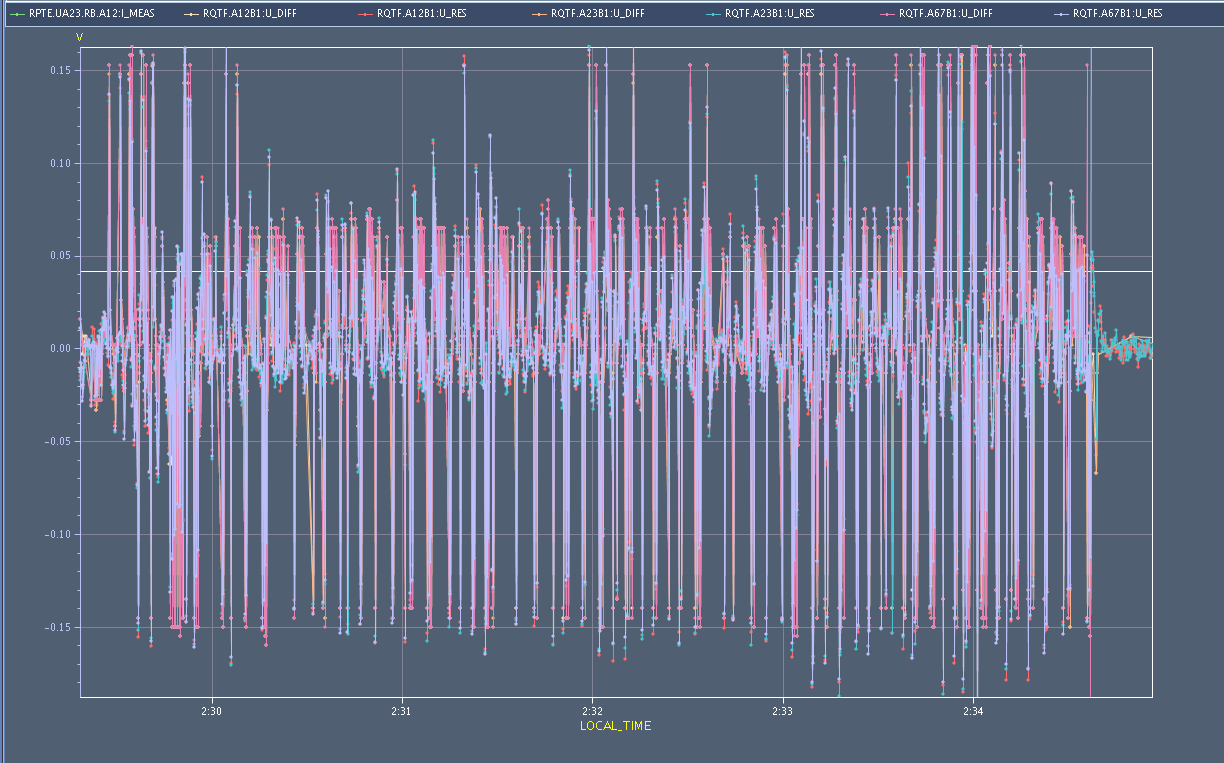 RPTE.UA23.RB.A12:I_MEAS RQTF.A12B1:U_DIFF RQTF.A12B1:U_RES RQTF.A23B1:U_DIFF RQTF.A23B1:U_RES RQTF.A67B1:U_DIFF RQTF.A67B1:U_RES
V
0.15
0.10
0.05
0.00
-0.05
-0.10
-0.15
2:30 2:31 2:32 2:33 2:34
LOCAL_TIME